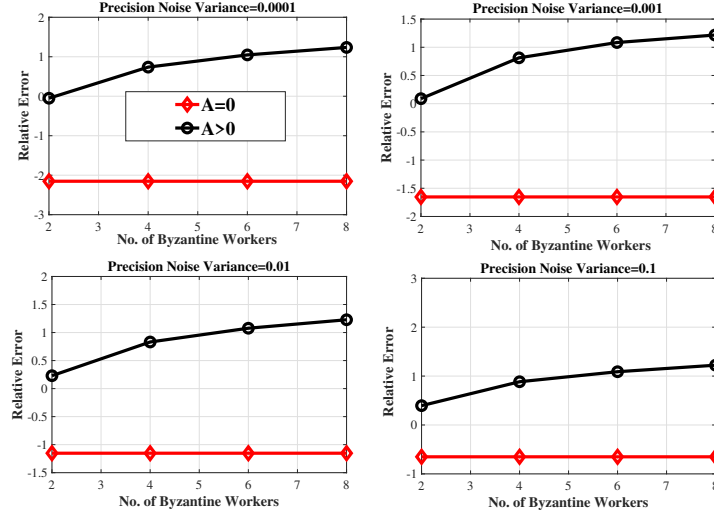 Precision Noise Variance=0.0001
2
1
0
-1
-2
-3
Relative Error
A=0
A>0
2 3 4 5 6 7 8
No. of Byzantine Workers
Precision Noise Variance=0.001
1.5
1
0.5
0
-0.5
-1
-1.5
-2
Relative Error
2 3 4 5 6 7 8
No. of Byzantine Workers
Precision Noise Variance=0.01
2
1.5
1
0.5
0
-0.5
-1
-1.5
Relative Error
2 3 4 5 6 7 8
No. of Byzantine Workers
Precision Noise Variance=0.1
3
2
1
0
-1
Relative Error
2 3 4 5 6 7 8
No. of Byzantine Workers